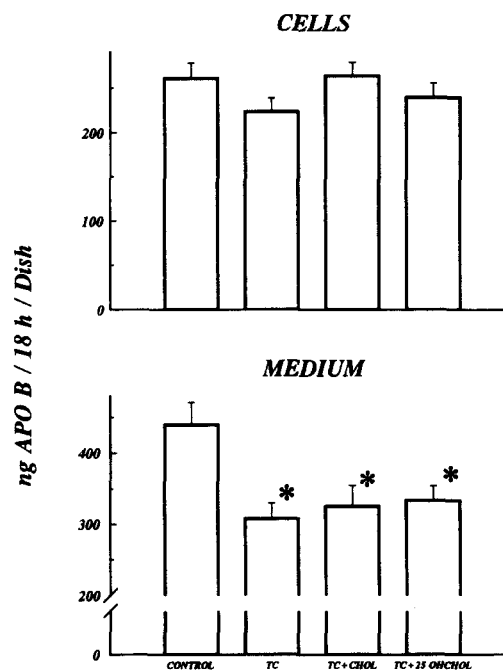 CELLS
200
100
0
ng APO B / 18 h / Dish
MEDIUM
400
300
200
0
* * *
CONTROL TC TC + CHOL TC + 25 OHCHOL